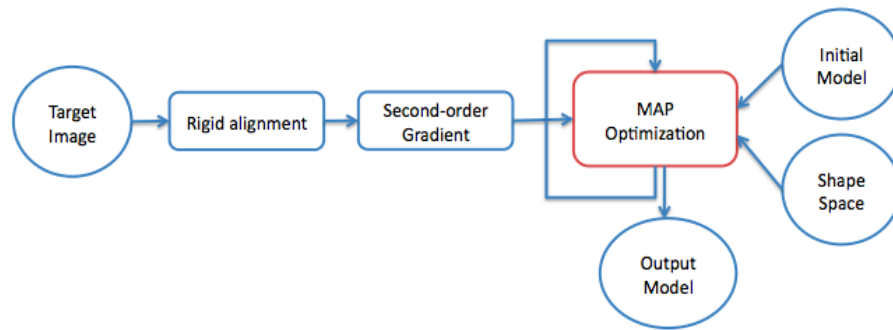 Target
Image
Rigid alignment
Second-order
Gradient
MAP
Optimization
Initial
Model
Shape
Space
Output
Model